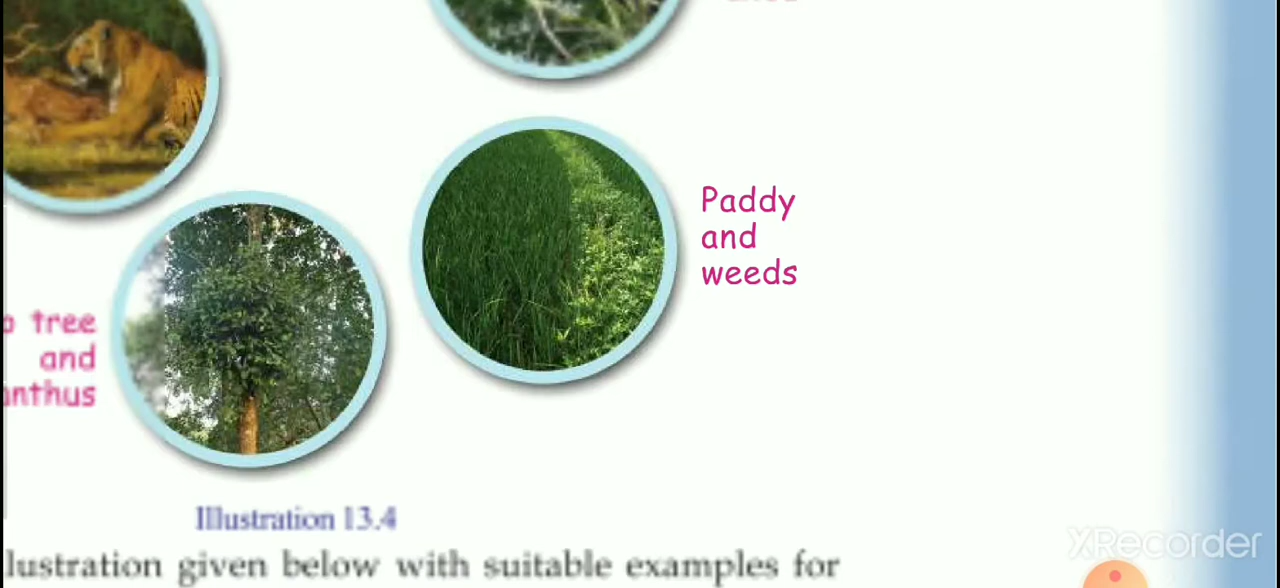 Paddy
and
weeds
tree
and
anthus
Illustration 13.4
lustration given below with suitable examples for
XRecorder